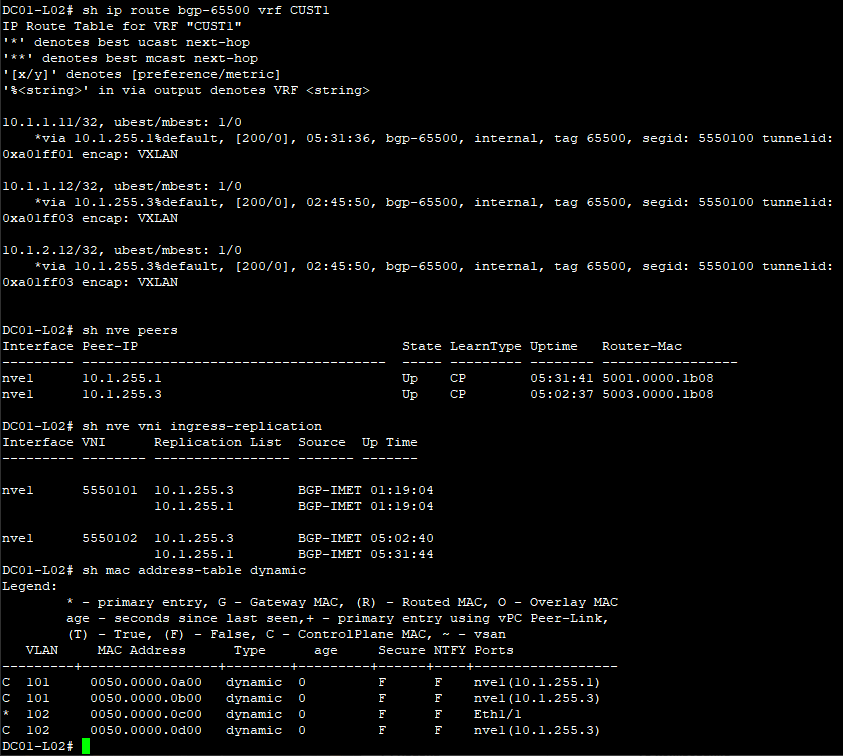 DC01-L02# sh ip route bgp-65500 vrf CUST1
IP Route Table for VRF "CUST1"
'*' denotes best ucast next-hop
'**' denotes best mcast next-hop
'[x/y]' denotes [preference/metric]
'%<string>' in via output denotes VRF <string>

10.1.1.11/32, ubest/mbest: 1/0
    *via 10.1.255.1%default, [200/0], 05:31:36, bgp-65500, internal, tag 65500, segid: 5550100 tunnelid:
0xa01ff01 encap: VXLAN

10.1.1.12/32, ubest/mbest: 1/0
    *via 10.1.255.3%default, [200/0], 02:45:50, bgp-65500, internal, tag 65500, segid: 5550100 tunnelid:
0xa01ff03 encap: VXLAN

10.1.2.12/32, ubest/mbest: 1/0
    *via 10.1.255.3%default, [200/0], 02:45:50, bgp-65500, internal, tag 65500, segid: 5550100 tunnelid:
0xa01ff03 encap: VXLAN


DC01-L02# sh nve peers
Interface Peer-IP                                 State LearnType Uptime   Router-Mac
--------- --------------------------------------  ----- --------- -------- -----------------
nve1      10.1.255.1                              Up    CP        05:31:41 5001.0000.1b08
nve1      10.1.255.3                              Up    CP        05:02:37 5003.0000.1b08

DC01-L02# sh nve vni ingress-replication
Interface VNI      Replication List  Source  Up Time
--------- -------- ----------------- ------- -------

nve1      5550101  10.1.255.3        BGP-IMET 01:19:04
                   10.1.255.1        BGP-IMET 01:19:04

nve1      5550102  10.1.255.3        BGP-IMET 05:02:40
                   10.1.255.1        BGP-IMET 05:31:44
DC01-L02# sh mac address-table dynamic
Legend:
        * - primary entry, G - Gateway MAC, (R) - Routed MAC, O - Overlay MAC
        age - seconds since last seen,+ - primary entry using vPC Peer-Link,
        (T) - True, (F) - False, C - ControlPlane MAC, ~ - vsan
   VLAN     MAC Address      Type      age     Secure NTFY Ports
---------+-----------------+--------+---------+------+----+------------------
C  101     0050.0000.0a00   dynamic  0         F      F    nve1(10.1.255.1)
C  101     0050.0000.0b00   dynamic  0         F      F    nve1(10.1.255.3)
*  102     0050.0000.0c00   dynamic  0         F      F    Eth1/1
C  102     0050.0000.0d00   dynamic  0         F      F    nve1(10.1.255.3)
DC01-L02#